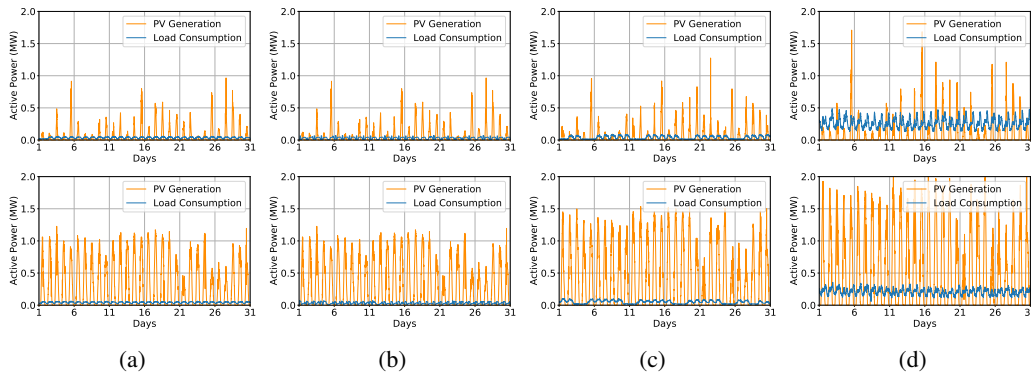 2.0
1.5
1.0
0.5
0.0
Active Power (MW)
PV Generation
Load Consumption
1 6 11 16 21 26 31
Days
2.0
1.5
1.0
0.5
0.0
Active Power (MW)
PV Generation
Load Consumption
1 6 11 16 21 26 31
Days
2.0
1.5
1.0
0.5
0.0
Active Power (MW)
PV Generation
Load Consumption
1 6 11 16 21 26 31
Days
2.0
1.5
1.0
0.5
0.0
Active Power (MW)
PV Generation
Load Consumption
1 6 11 16 21 26
Days
2.0
1.5
1.0
0.5
0.0
Active Power (MW)
PV Generation
Load Consumption
1 6 11 16 21 26 31
Days
2.0
1.5
1.0
0.5
0.0
Active Power (MW)
PV Generation
Load Consumption
1 6 11 16 21 26 31
Days
2.0
1.5
1.0
0.5
0.0
Active Power (MW)
PV Generation
Load Consumption
1 6 11 16 21 26 31
Days
2.0
1.5
1.0
0.5
0.0
Active Power (MW)
PV Generation
Load Consumption
1 6 11 16 21 26
Days
(a) (b) (c) (d)